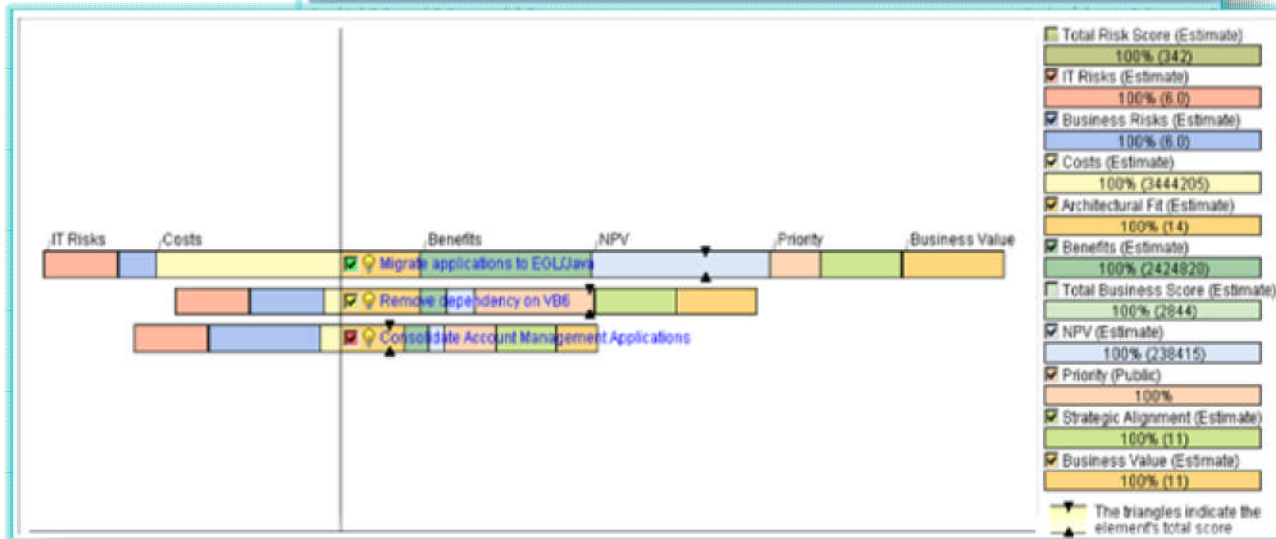 IT Risks Costs Benefits NPV Priority Business Value
Migrate applications to EGL/Java
Remove dependency on VB6
Consolidate Account Management Applications
Total Risk Score (Estimate)
100% (342)
IT Risks (Estimate)
100% (6.0)
Business Risks (Estimate)
100% (6.0)
Costs (Estimate)
100% (3444205)
Architectural Fit (Estimate)
100% (14)
Benefits (Estimate)
100% (2424820)
Total Business Score (Estimate)
100% (2844)
NPV (Estimate)
100% (238415)
Priority (Public)
100%
Strategic Alignment (Estimate)
100% (11)
Business Value (Estimate)
100% (11)
The triangles indicate the
element's total score